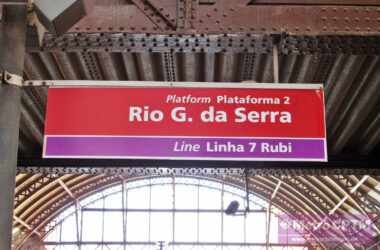 Platform Plataforma 2
Rio G. da Serra
Line Linha 7 Rubi